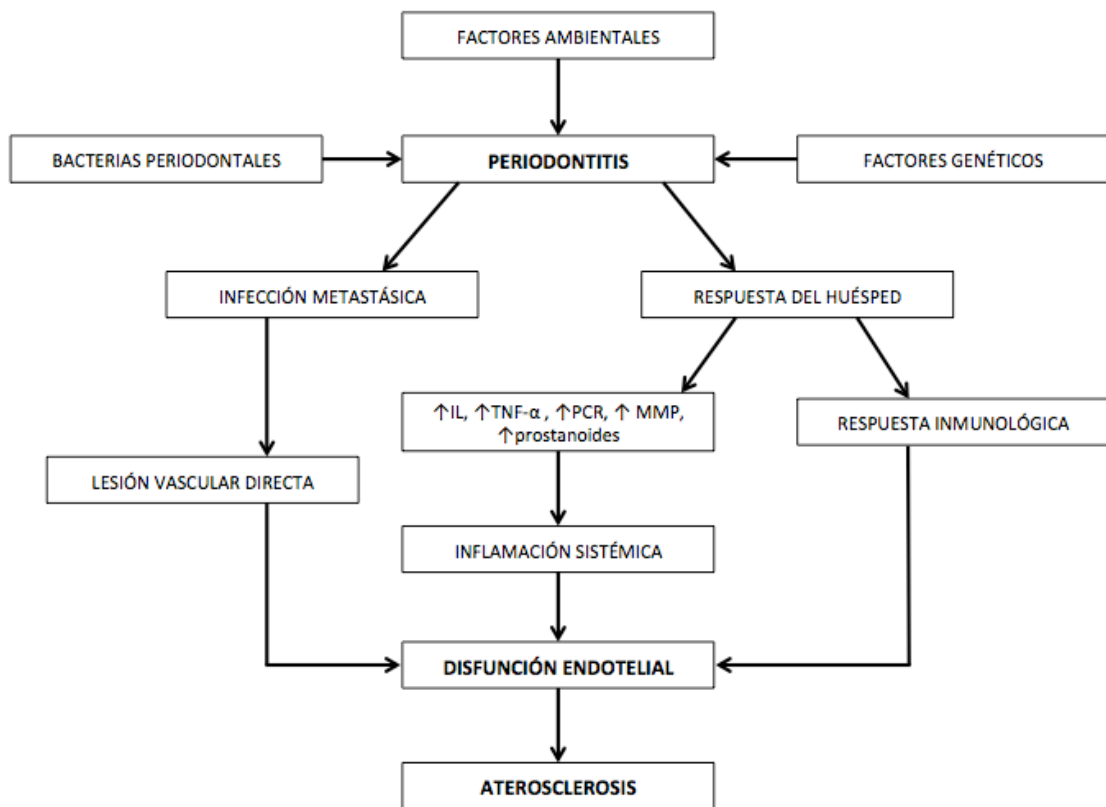 FACTORES AMBIENTALES
BACTERIAS PERIODONTALES
PERIODONTITIS
FACTORES GENÉTICOS
INFECCIÓN METASTÁSICA
RESPUESTA DEL HUÉSPED
↑IL, ↑TNF-α , ↑PCR, ↑ MMP,
↑prostanoides
RESPUESTA INMUNOLÓGICA
LESIÓN VASCULAR DIRECTA
INFLAMACIÓN SISTÉMICA
DISFUNCIÓN ENDOTELIAL
ATEROSCLEROSIS